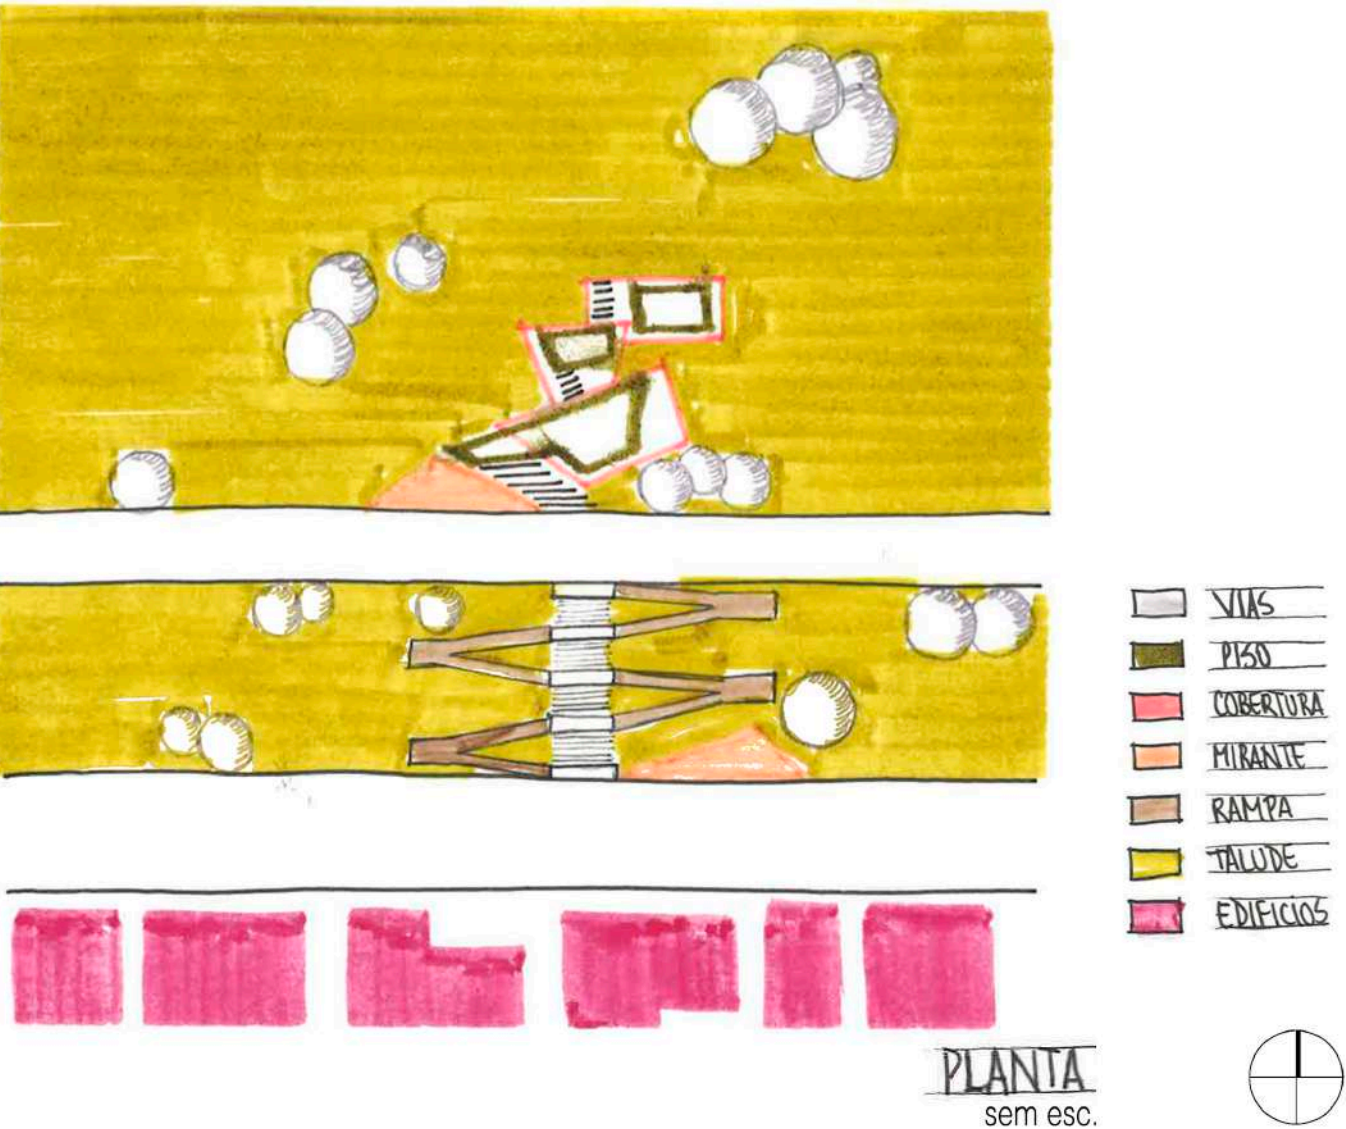 VIAS
PISO
COBERTURA
MIRANTE
RAMPA
TALUDE
EDIFICIOS
PLANTA
sem esc.